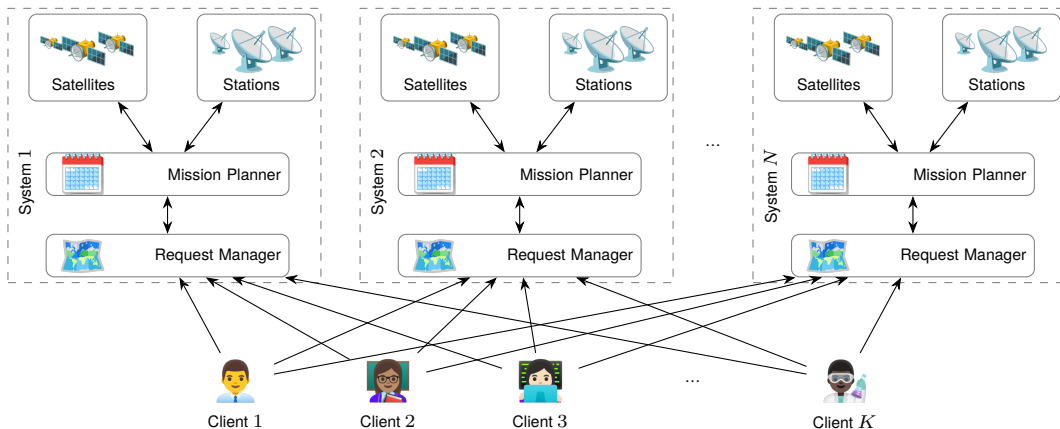 Satellites
Stations
System 1
Mission Planner
Request Manager
Satellites
Stations
System 2
Mission Planner
Request Manager
...
Satellites
Stations
System N
Mission Planner
Request Manager
Client 1
Client 2
Client 3
...
Client K